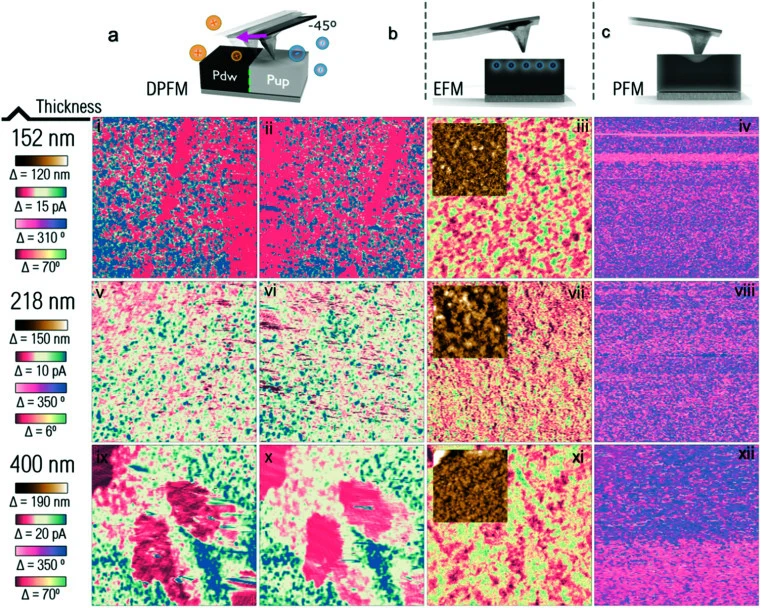 a
b
c
-45º
Pdw
Pup
DPFM
EFM
PFM
Thickness
152 nm
Δ = 120 nm
Δ = 15 pA
Δ = 310 º
Δ = 70º
i
ii
iii
iv
218 nm
Δ = 150 nm
Δ = 10 pA
Δ = 350 º
Δ = 6º
v
vi
vii
viii
400 nm
Δ = 190 nm
Δ = 20 pA
Δ = 350 º
Δ = 70º
ix
x
xi
xii